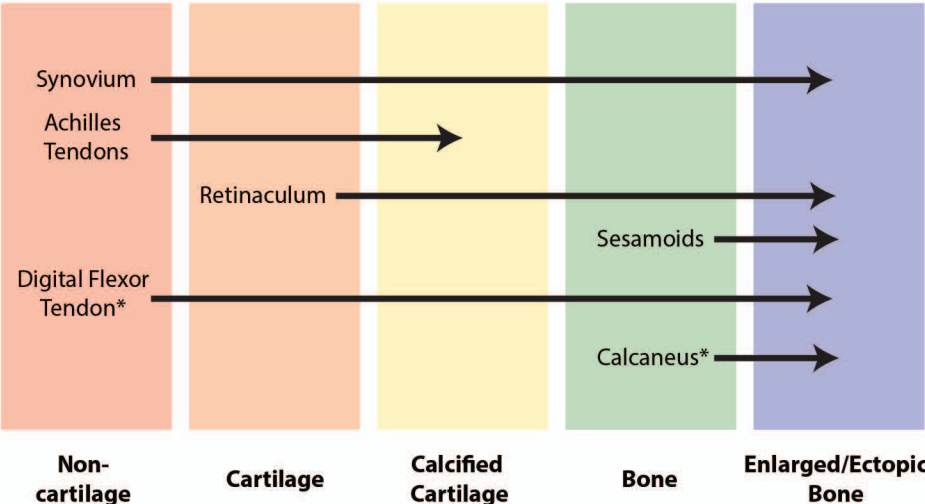 Synovium
Achilles
Tendons
Retinaculum
Sesamoids
Digital Flexor
Tendon*
Calcaneus*
Non-
cartilage
Cartilage
Calcified
Cartilage
Bone
Enlarged/Ectopic
Bone